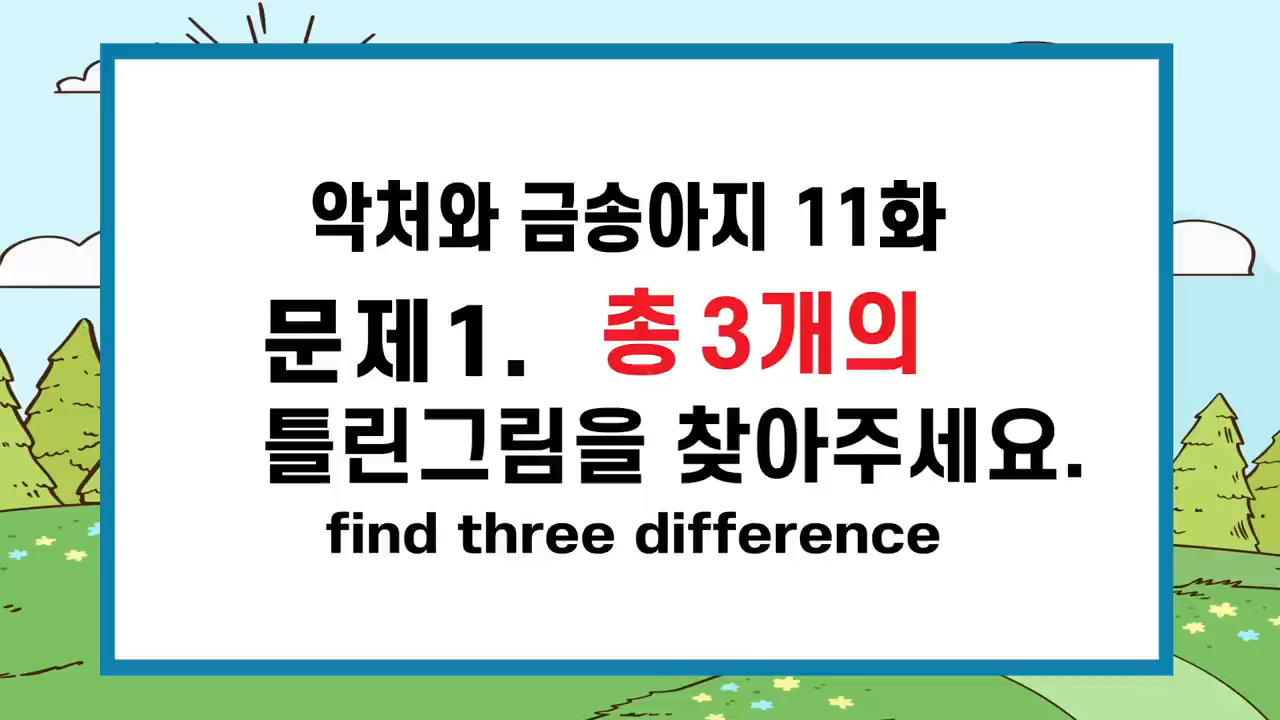 악처와 금송아지 11화
문제1. 총 3개의
틀린그림을 찾아주세요.
find three difference